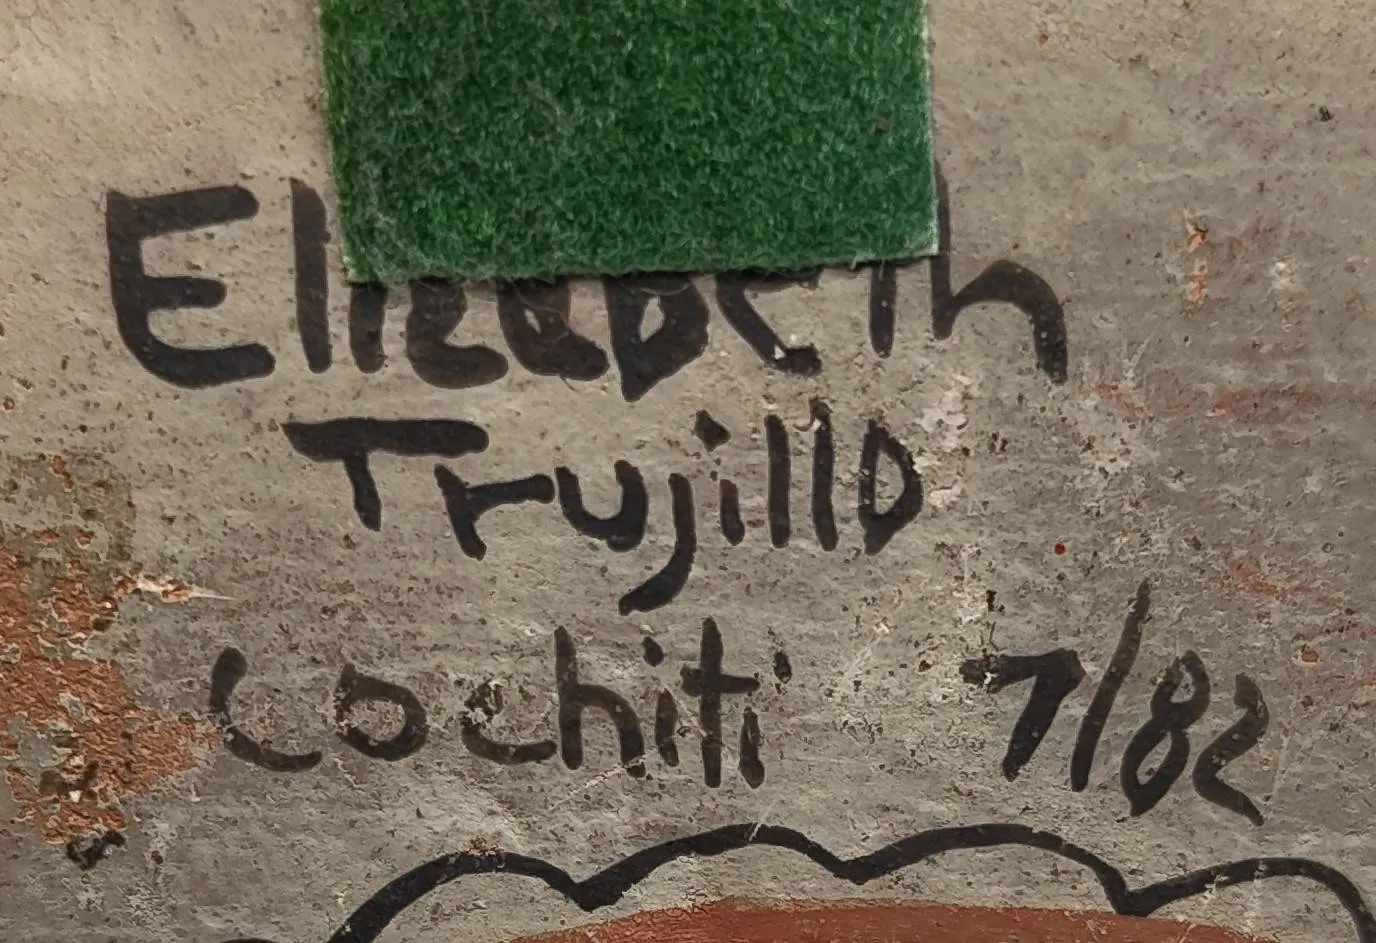 Elizabeth
Trujillo
Cochiti 7/82